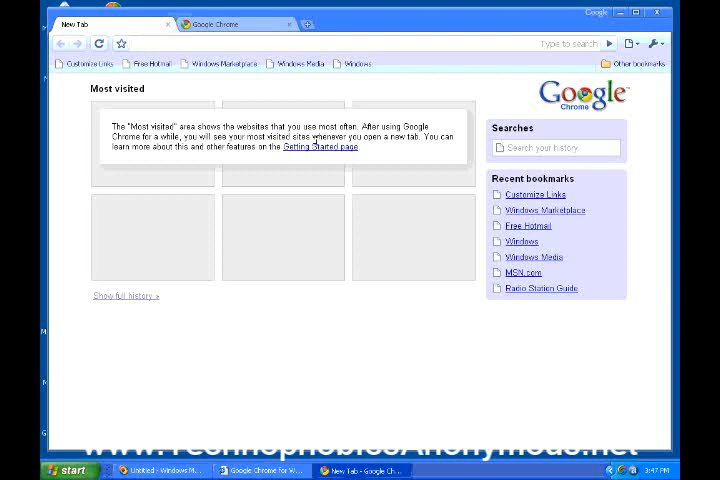 Google
New Tab
Google Chrome
Type to search
Customize Links
Free Hotmail
Windows Marketplace
Windows Media
Windows
Other bookmarks
Most visited
Google
Chrome
The "Most visited" area shows the websites that you use most often. After using Google
Chrome for a while, you will see your most visited sites whenever you open a new tab. You can
learn more about this and other features on the Getting Started page.
Searches
Search your history
Recent bookmarks
Customize Links
Windows Marketplace
Free Hotmail
Windows
Windows Media
MSN.com
Radio Station Guide
Show full history »
www.TechnophobicsAnonymous.net
start
Untitled - Windows M...
Google Chrome for W...
New Tab - Google Ch...
3:47 PM